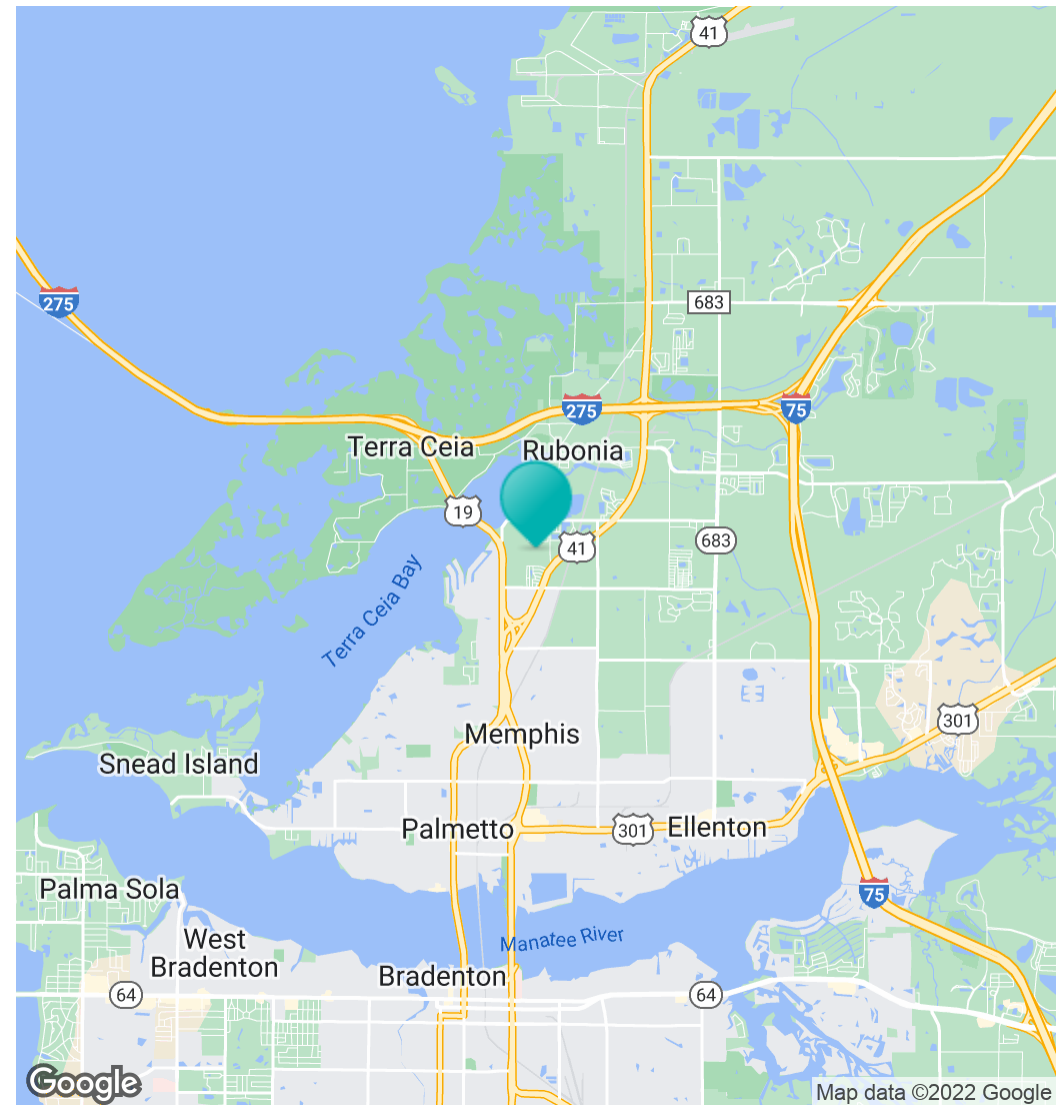 41
275
683
275
75
Terra Ceia
Rubonia
19
41
683
Terra Ceia Bay
301
Memphis
Snead Island
Palmetto
301
Ellenton
Palma Sola
75
West
Bradenton
Manatee River
Bradenton
64
64
Google
Map data ©2022 Google